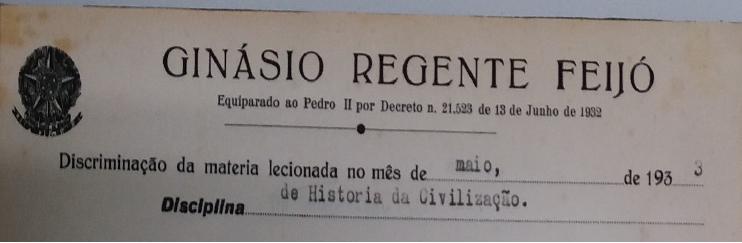 GINÁSIO REGENTE FEIJÓ
Equiparado ao Pedro II por Decreto n. 21.523 de 13 de Junho de 1932
Discriminação da materia lecionada no mês de maio, de 193 3
Disciplina de Historia da Civilização.